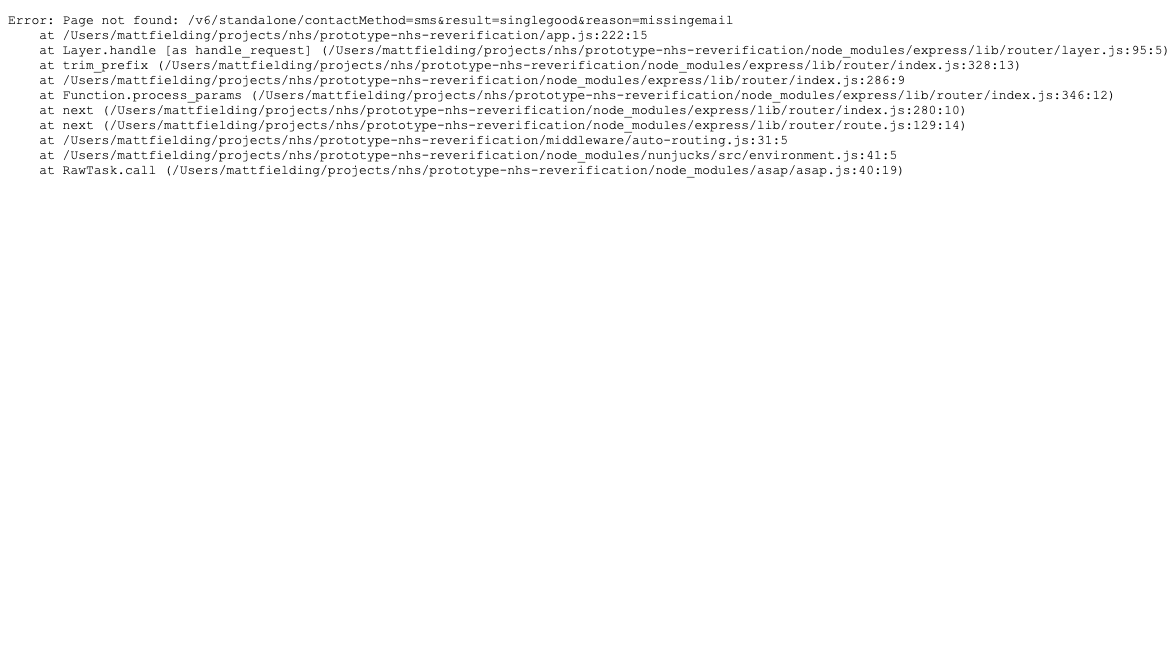 Error: Page not found: /v6/standalone/contactMethod=sms&result=singlegood&reason=missingemail
    at /Users/mattfielding/projects/nhs/prototype-nhs-reverification/app.js:222:15
    at Layer.handle [as handle_request] (/Users/mattfielding/projects/nhs/prototype-nhs-reverification/node_modules/express/lib/router/layer.js:95:5)
    at trim_prefix (/Users/mattfielding/projects/nhs/prototype-nhs-reverification/node_modules/express/lib/router/index.js:328:13)
    at /Users/mattfielding/projects/nhs/prototype-nhs-reverification/node_modules/express/lib/router/index.js:286:9
    at Function.process_params (/Users/mattfielding/projects/nhs/prototype-nhs-reverification/node_modules/express/lib/router/index.js:346:12)
    at next (/Users/mattfielding/projects/nhs/prototype-nhs-reverification/node_modules/express/lib/router/index.js:280:10)
    at next (/Users/mattfielding/projects/nhs/prototype-nhs-reverification/node_modules/express/lib/router/route.js:129:14)
    at /Users/mattfielding/projects/nhs/prototype-nhs-reverification/middleware/auto-routing.js:31:5
    at /Users/mattfielding/projects/nhs/prototype-nhs-reverification/node_modules/nunjucks/src/environment.js:41:5
    at RawTask.call (/Users/mattfielding/projects/nhs/prototype-nhs-reverification/node_modules/asap/asap.js:40:19)